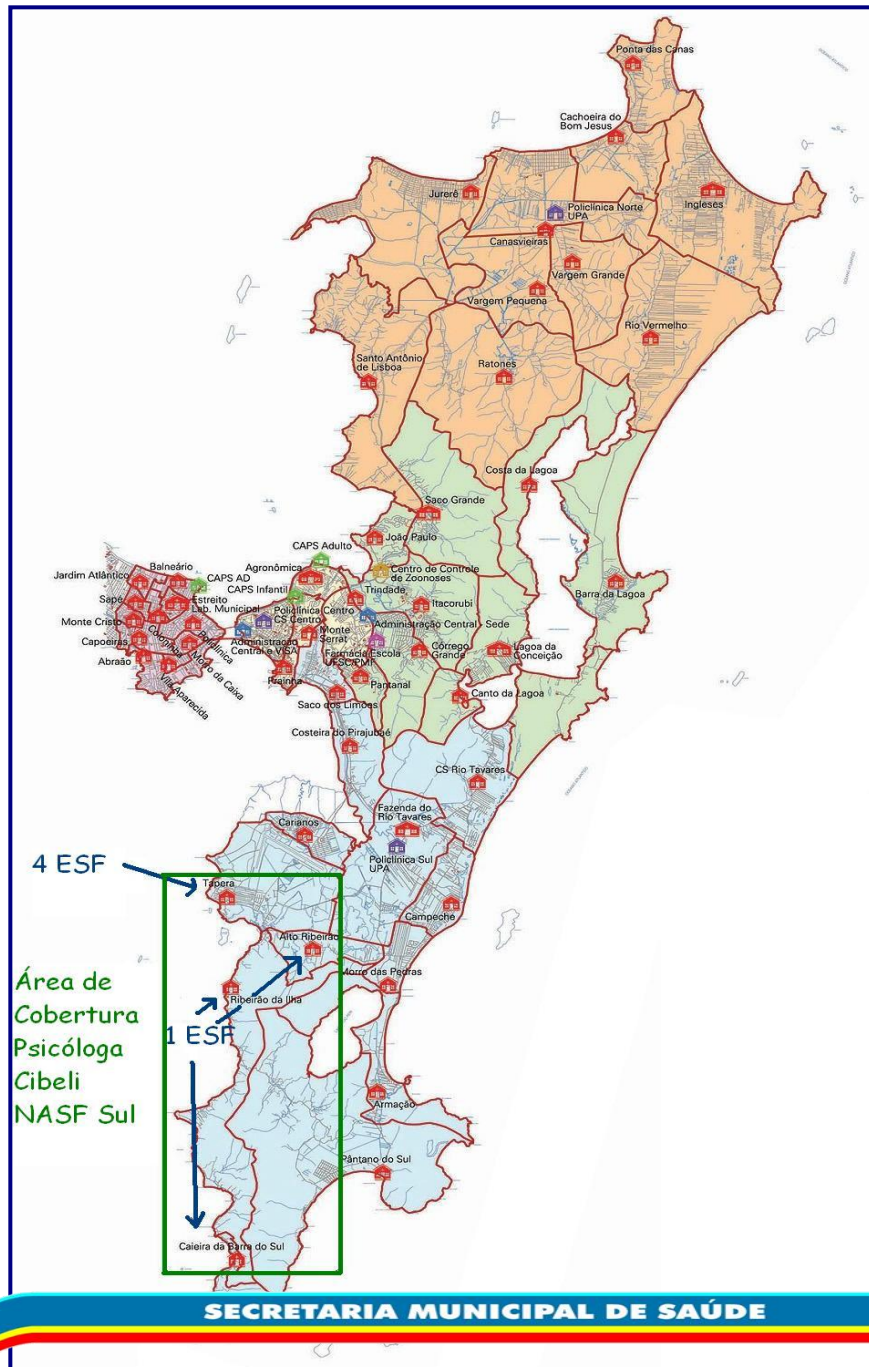 Ponta das Canas
Cachoeira do
Bom Jesus
Jurerê
Ingleses
Policlínica Norte
UPA
Canasvieiras
Vargem Grande
Vargem Pequena
Rio Vermelho
Santo Antônio
de Lisboa
Ratones
Costa da Lagoa
Saco Grande
João Paulo
CAPS Adulto
Agronômica
Centro de Controle
de Zoonoses
Balneário
CAPS AD
Jardim Atlântico
CAPS Infantil
Trindade
Barra da Lagoa
Sapé
Estreito
Lab. Municipal
Policlínica Centro
CS Centro
Itacorubi
Monte Cristo
Administração Central - Sede
Capoeiras
Coloninha
Policlínica
Administração
Central e VISA
Monte
Serrat
Farmácia Escola
UFSC/PMF
Córrego
Grande
Lagoa da
Conceição
Abraão
Morro da Caixa
Vila Aparecida
Prainha
Pantanal
Saco dos Limões
Canto da Lagoa
Costeira do Pirajubaé
CS Rio Tavares
Fazenda do
Rio Tavares
Carianos
Policlínica Sul
UPA
4 ESF
Tapera
Campeche
Alto Ribeirão
Morro das Pedras
Ribeirão da Ilha
1 ESF
Área de
Cobertura
Psicóloga
Cibeli
NASF Sul
Armação
Pântano do Sul
Caieira da Barra do Sul
SECRETARIA MUNICIPAL DE SAÚDE